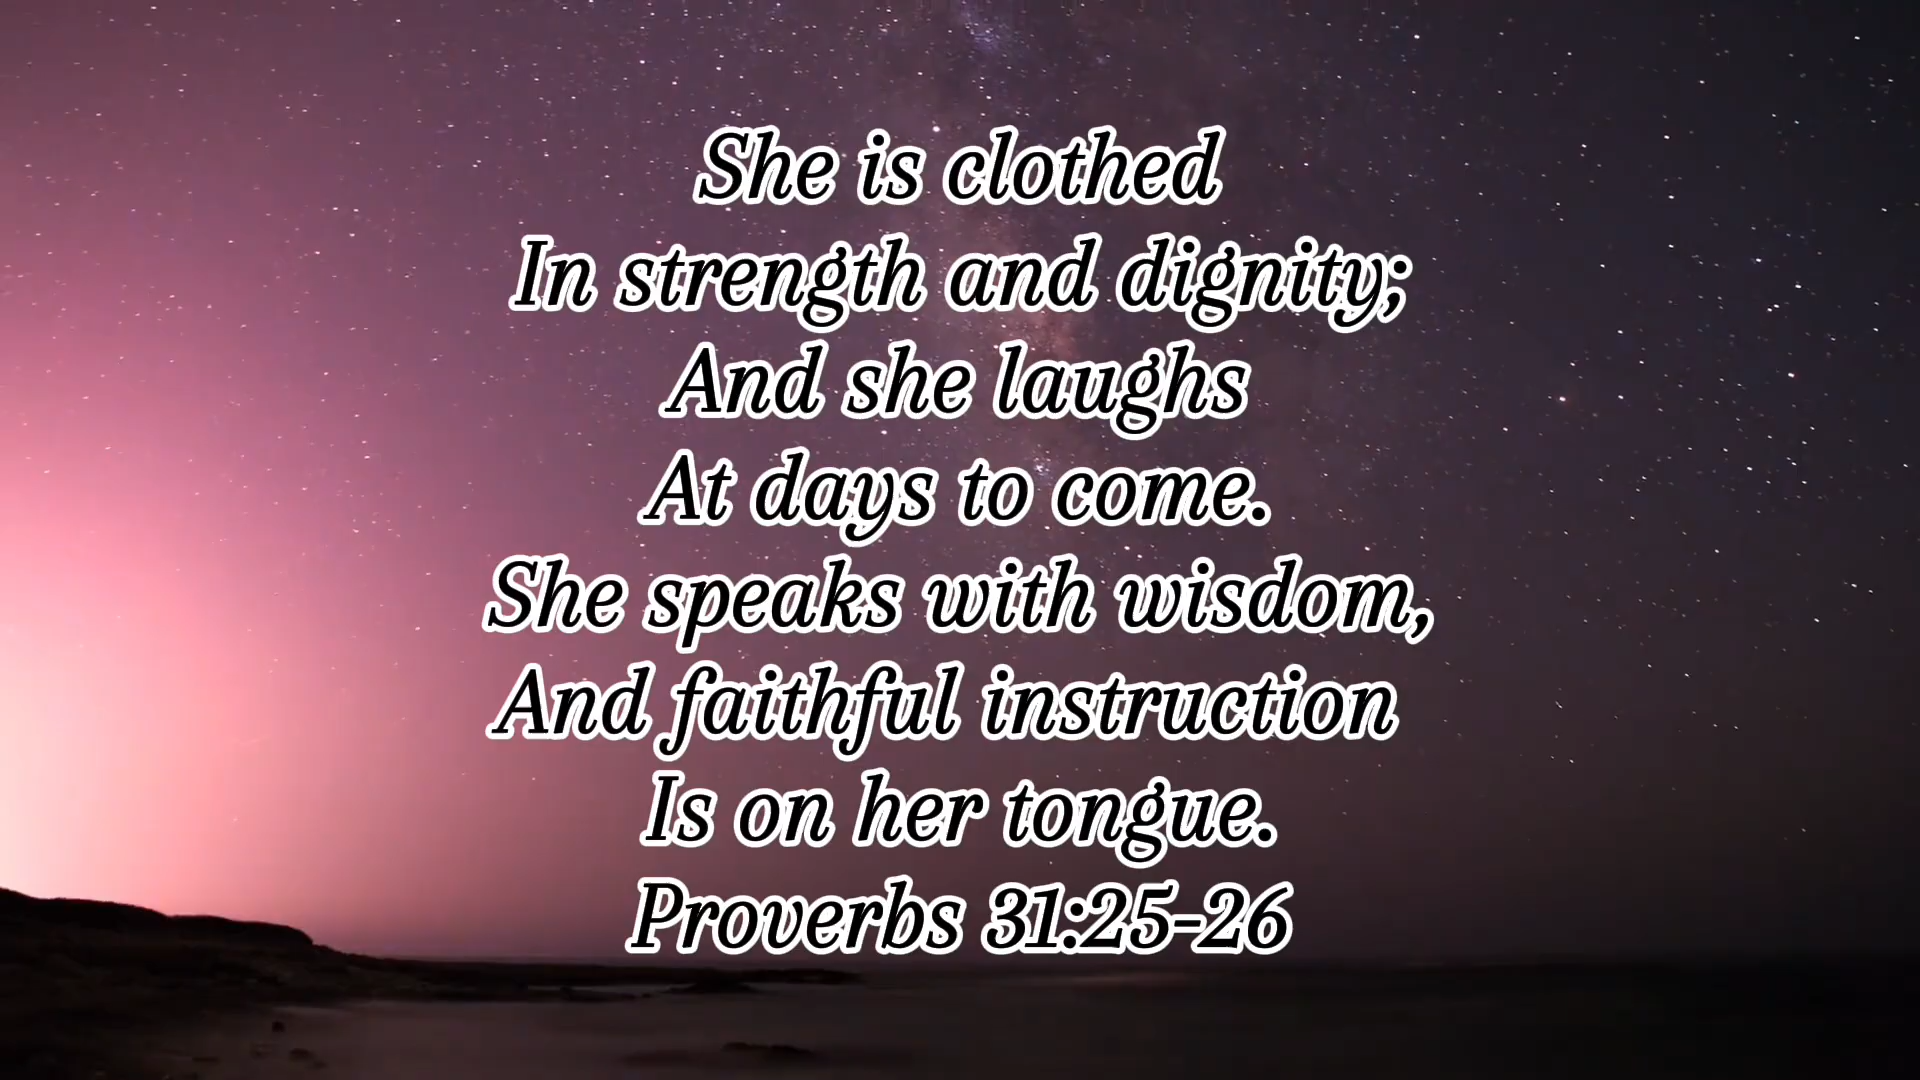 She is clothed
In strength and dignity;
And she laughs
At days to come.
She speaks with wisdom,
And faithful instruction
Is on her tongue.
Proverbs 31:25-26